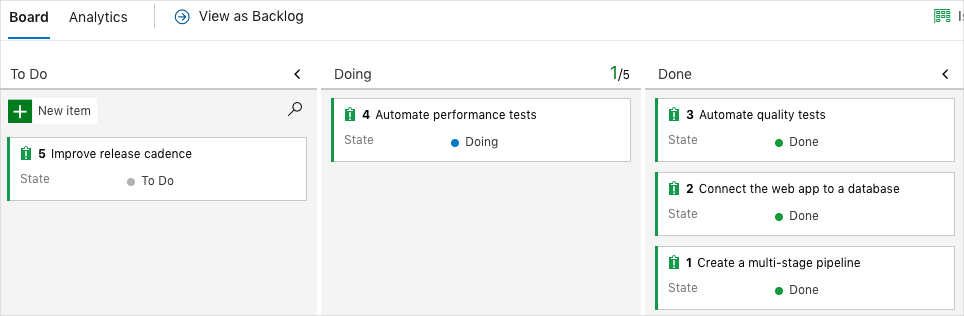 Board Analytics View as Backlog
To Do
New item
5 Improve release cadence
State To Do
Doing 1/5
4 Automate performance tests
State Doing
Done
3 Automate quality tests
State Done
2 Connect the web app to a database
State Done
1 Create a multi-stage pipeline
State Done